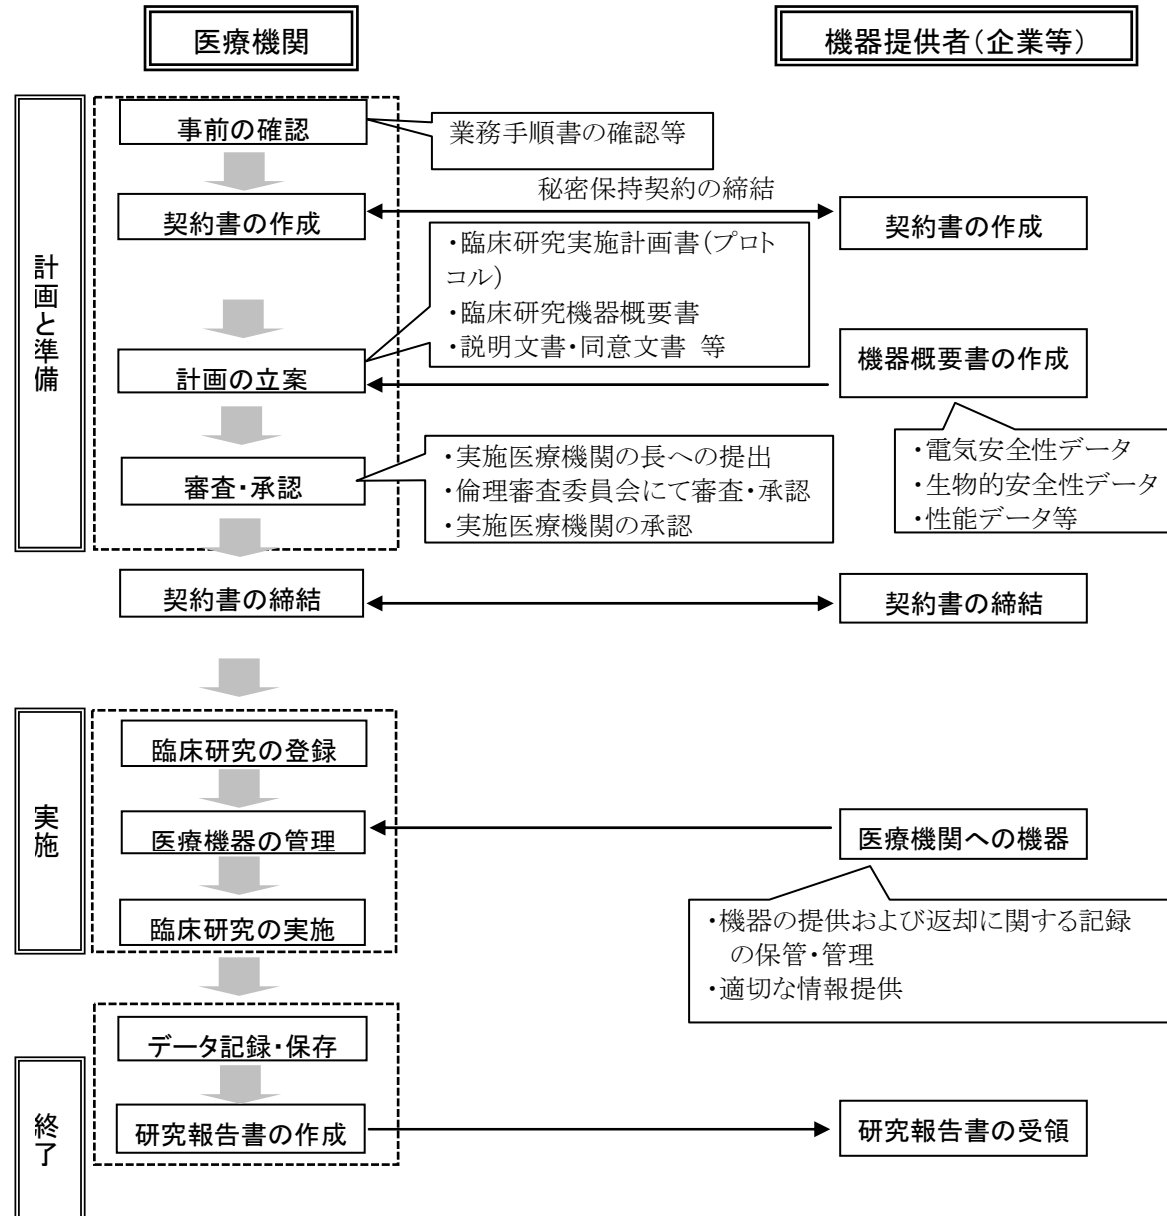 医療機関
機器提供者（企業等）
計画と準備
事前の確認
業務手順書の確認等
契約書の作成
秘密保持契約の締結
契約書の作成
・臨床研究実施計画書（プロト
コル）
・臨床研究機器概要書
・説明文書・同意文書 等
計画の立案
機器概要書の作成
・電気安全性データ
・生物的安全性データ
・性能データ等
審査・承認
・実施医療機関の長への提出
・倫理審査委員会にて審査・承認
・実施医療機関の承認
契約書の締結
契約書の締結
実施
臨床研究の登録
医療機器の管理
医療機関への機器
臨床研究の実施
・機器の提供および返却に関する記録
の保管・管理
・適切な情報提供
終了
データ記録・保存
研究報告書の作成
研究報告書の受領